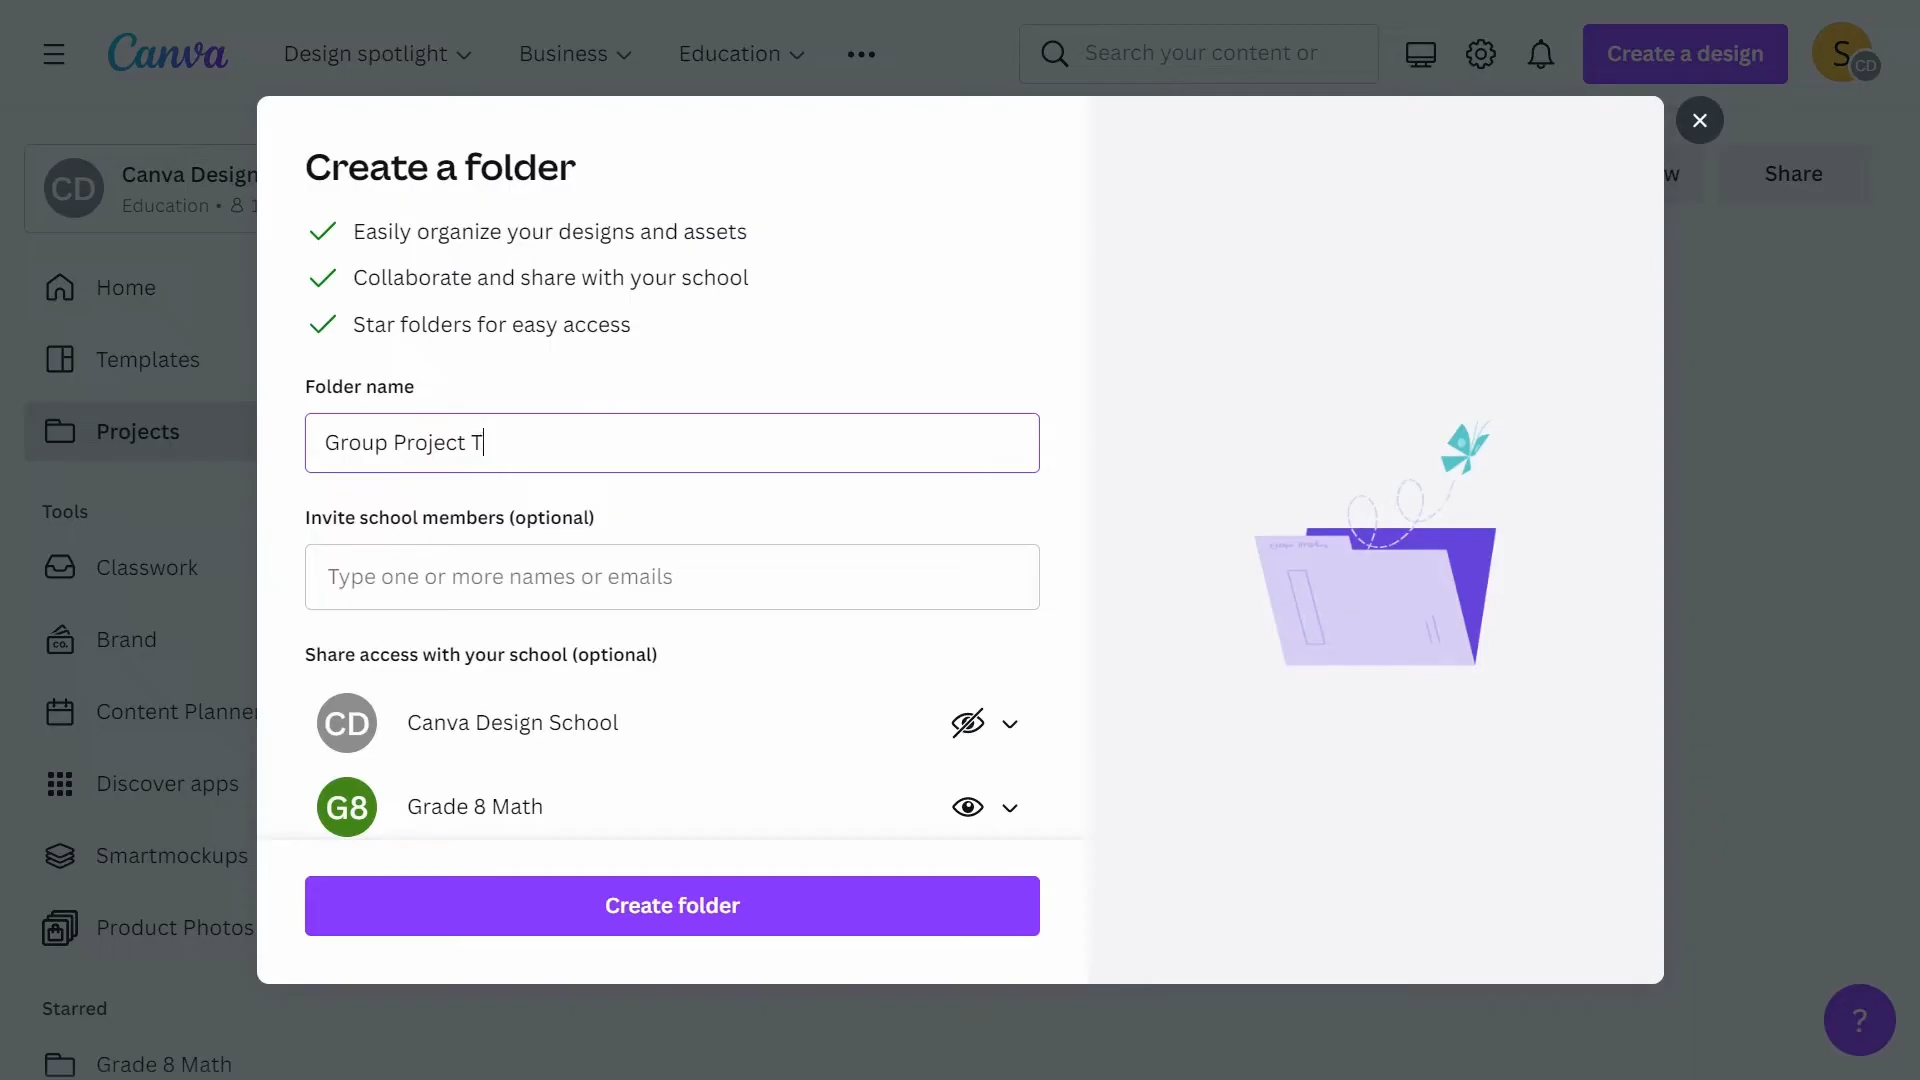 Canva
Design spotlight
Business
Education
Search your content or
Create a design
S
CD
CD
Canva Design
Education •
w
Share
Home
Templates
Projects
Tools
Classwork
Brand
CO.
Content Planner
Discover apps
Smartmockups
Product Photos
Starred
Grade 8 Math
Create a folder
Easily organize your designs and assets
Collaborate and share with your school
Star folders for easy access
Folder name
Group Project T
Invite school members (optional)
Type one or more names or emails
Share access with your school (optional)
CD Canva Design School
G8 Grade 8 Math
Create folder
?